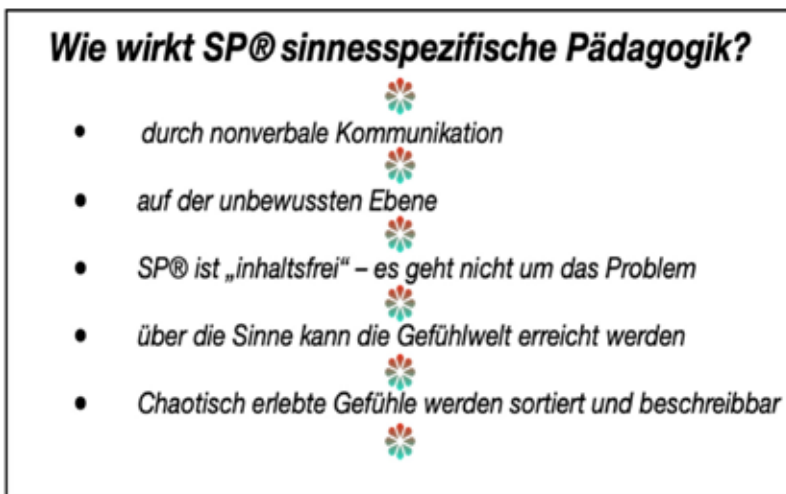 Wie wirkt SP® sinnesspezifische Pädagogik?
• durch nonverbale Kommunikation
• auf der unbewussten Ebene
• SP® ist „inhaltsfrei“ – es geht nicht um das Problem
• über die Sinne kann die Gefühlwelt erreicht werden
• Chaotisch erlebte Gefühle werden sortiert und beschreibbar